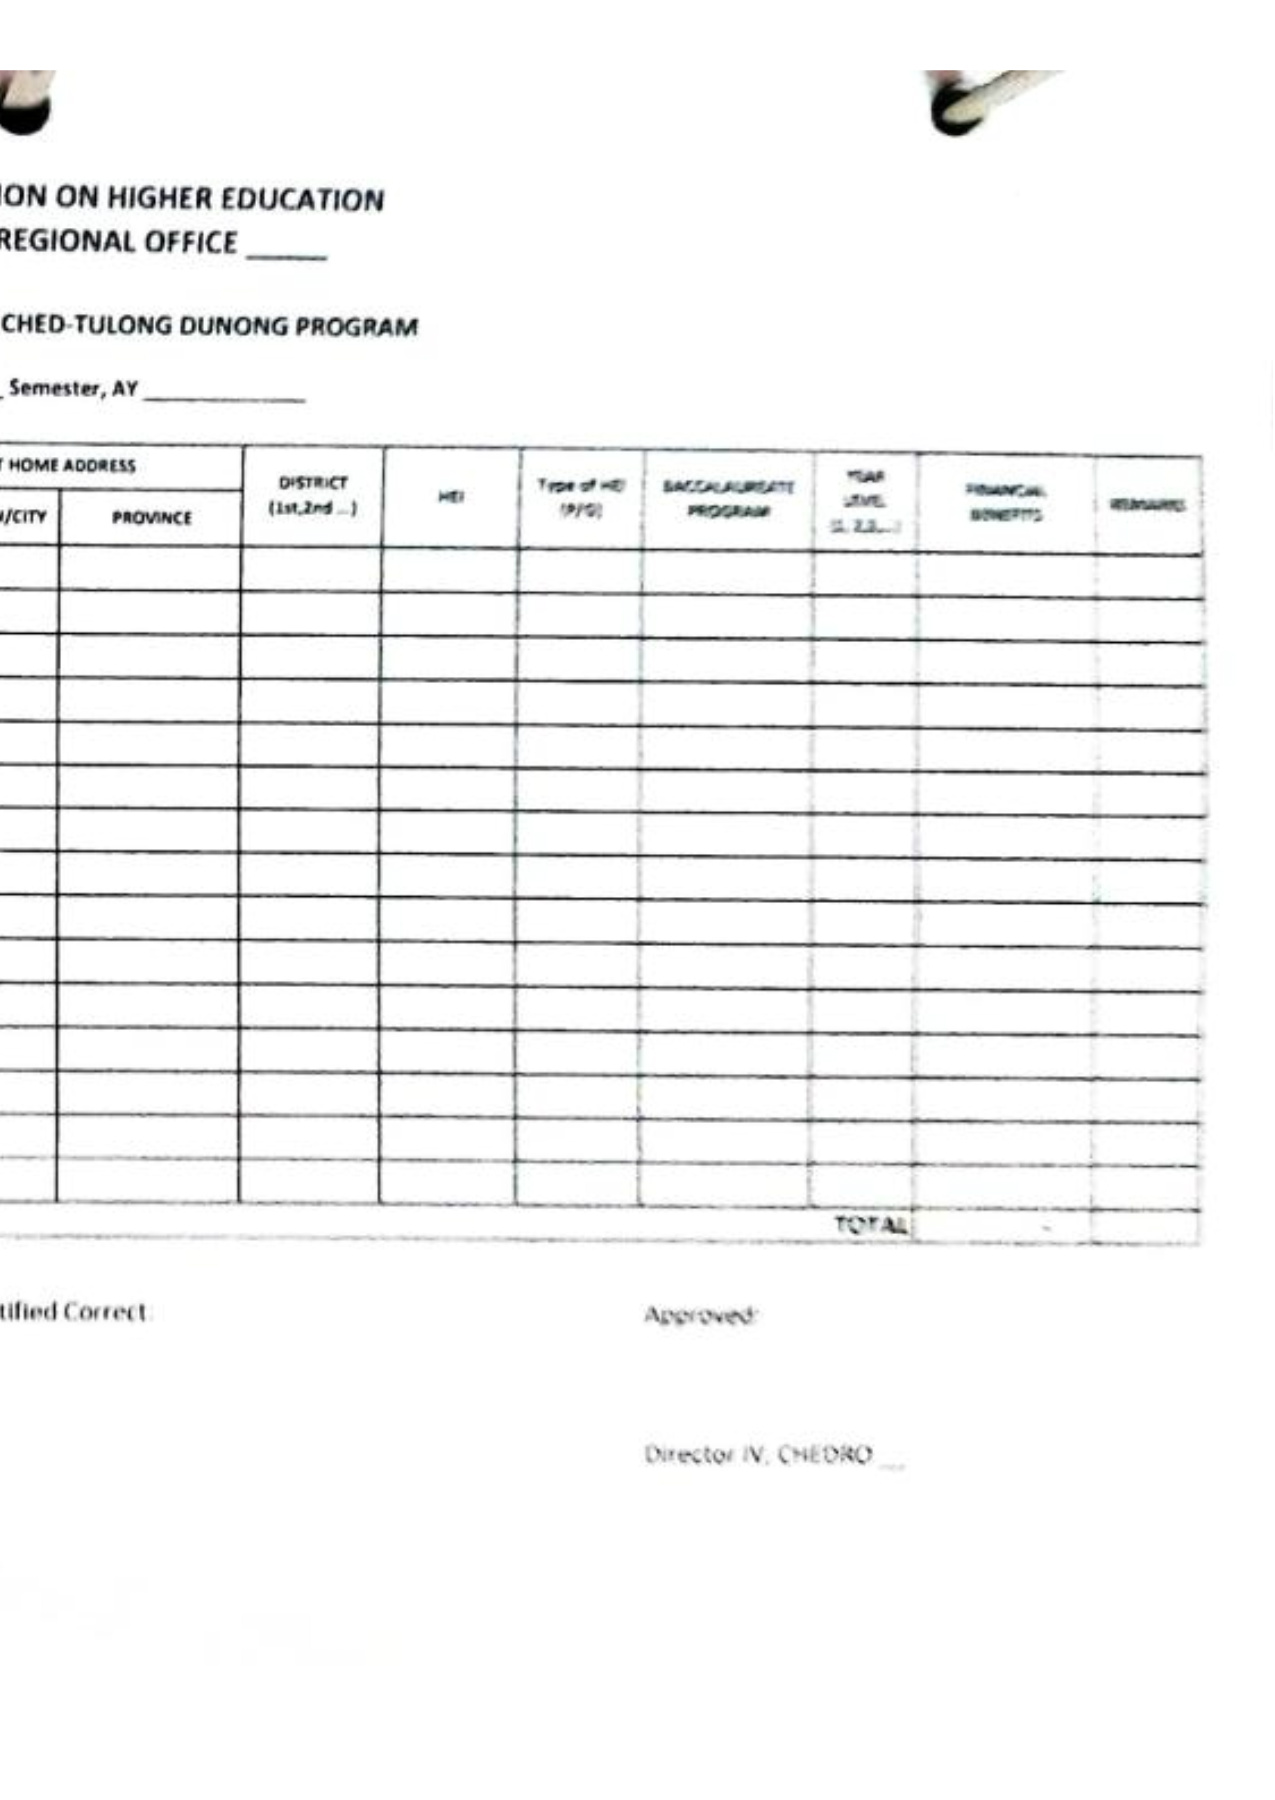 ION ON HIGHER EDUCATION
REGIONAL OFFICE _____
CHED-TULONG DUNONG PROGRAM
_ Semester, AY ____________
T HOME ADDRESS
N/CITY
PROVINCE
DISTRICT
(1st,2nd ...)
HEI
Type of HEI
(P/G)
BACCALAUREATE
PROGRAM
YEAR
LEVEL
(1, 2,3,...)
FINANCIAL
BENEFITS
REMARKS
TOTAL
-
tified Correct:
Approved:
Director IV, CHEDRO __